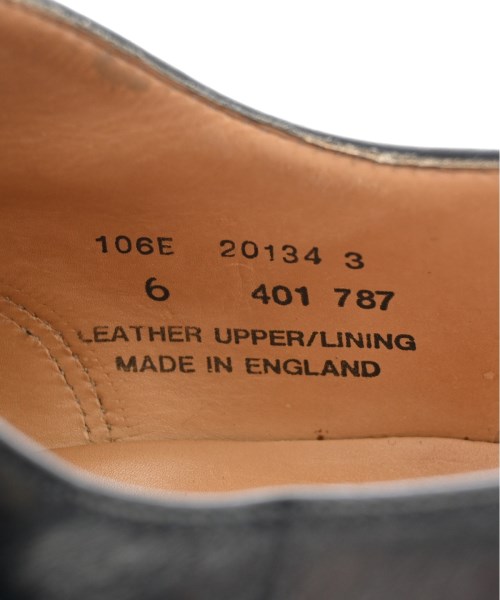 106E 20134 3
6 401 787
LEATHER UPPER/LINING
MADE IN ENGLAND